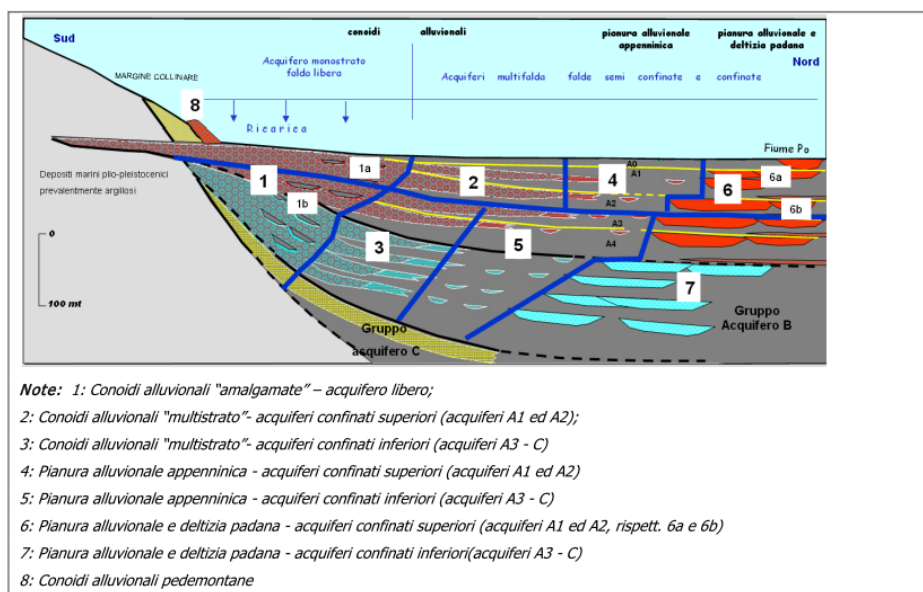 Sud
conoidi
alluvionali
pianura alluvionale
appenninica
pianura alluvionale e
deltizia padana
Nord
MARGINE COLLINARE
Acquifero monostrato
falda libera
Acquiferi multifalda falde semi confinate e confinate
8
Ricarica
Fiume Po
Depositi marini plio-pleistocenici
prevalentemente argillosi
1
1a
1b
2
3
4
5
6
6a
6b
7
A0
A1
A2
A3
A4
0
100 mt
Gruppo
acquifero C
Gruppo
Acquifero B
Note: 1: Conoidi alluvionali “amalgamate” – acquifero libero;
2: Conoidi alluvionali “multistrato”- acquiferi confinati superiori (acquiferi A1 ed A2);
3: Conoidi alluvionali “multistrato”- acquiferi confinati inferiori (acquiferi A3 - C)
4: Pianura alluvionale appenninica - acquiferi confinati superiori (acquiferi A1 ed A2)
5: Pianura alluvionale appenninica - acquiferi confinati inferiori (acquiferi A3 - C)
6: Pianura alluvionale e deltizia padana - acquiferi confinati superiori (acquiferi A1 ed A2, rispett. 6a e 6b)
7: Pianura alluvionale e deltizia padana - acquiferi confinati inferiori(acquiferi A3 - C)
8: Conoidi alluvionali pedemontane